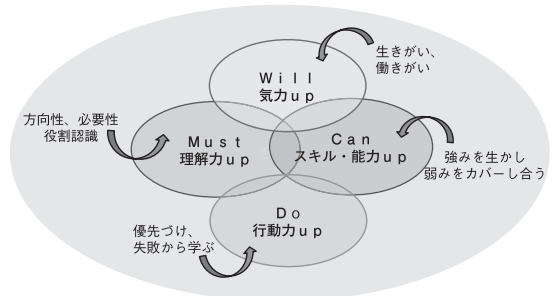 Will
気力up
生きがい、
働きがい
方向性、必要性
役割認識
Must
理解力up
Can
スキル・能力up
強みを生かし
弱みをカバーし合う
Do
行動力up
優先づけ、
失敗から学ぶ